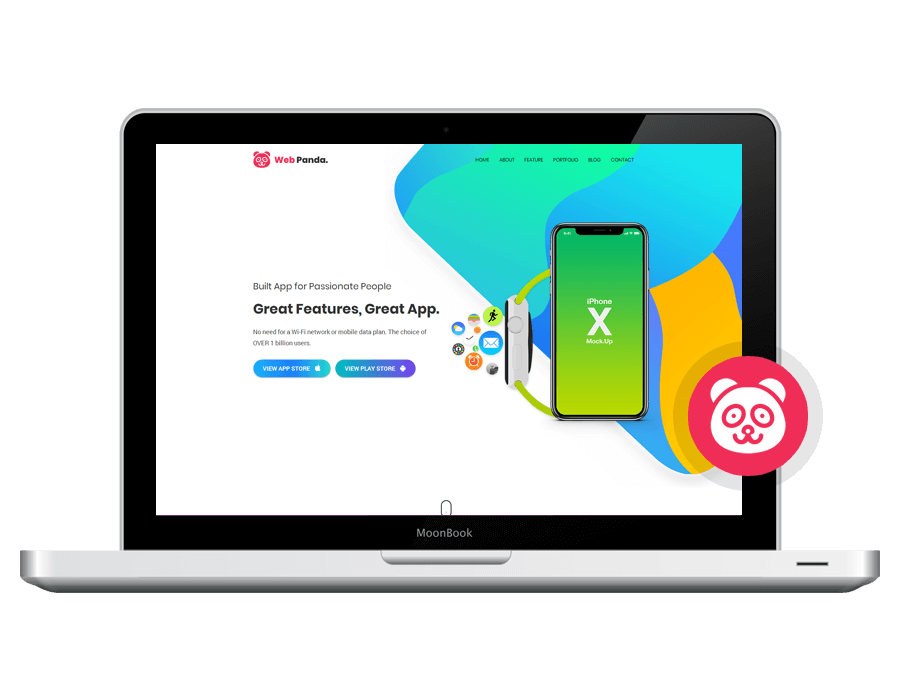 Web Panda.
HOME ABOUT FEATURE PORTFOLIO BLOG CONTACT
Built App for Passionate People
Great Features, Great App.
No need for a Wi-Fi network or mobile data plan. The choice of
OVER 1 billion users.
VIEW APP STORE
VIEW PLAY STORE
9:41
iPhone
X
Mock.Up
MoonBook